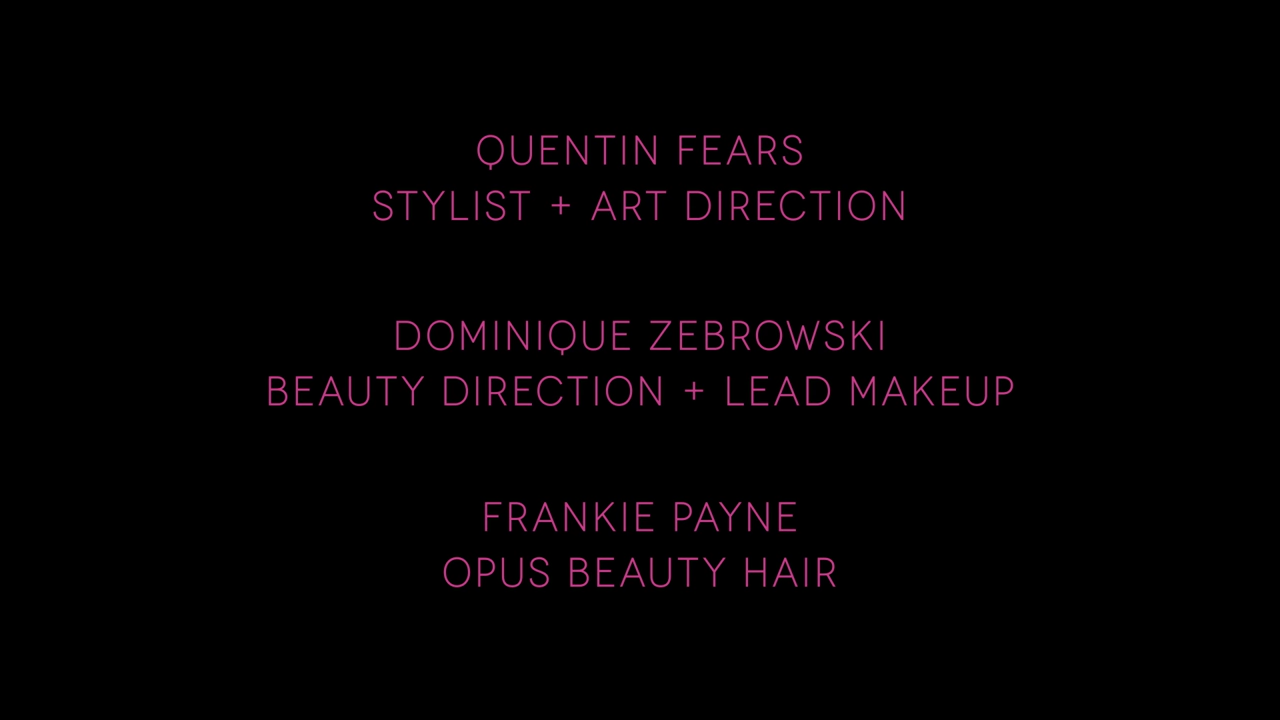 QUENTIN FEARS
STYLIST + ART DIRECTION
DOMINIQUE ZEBROWSKI
BEAUTY DIRECTION + LEAD MAKEUP
FRANKIE PAYNE
OPUS BEAUTY HAIR